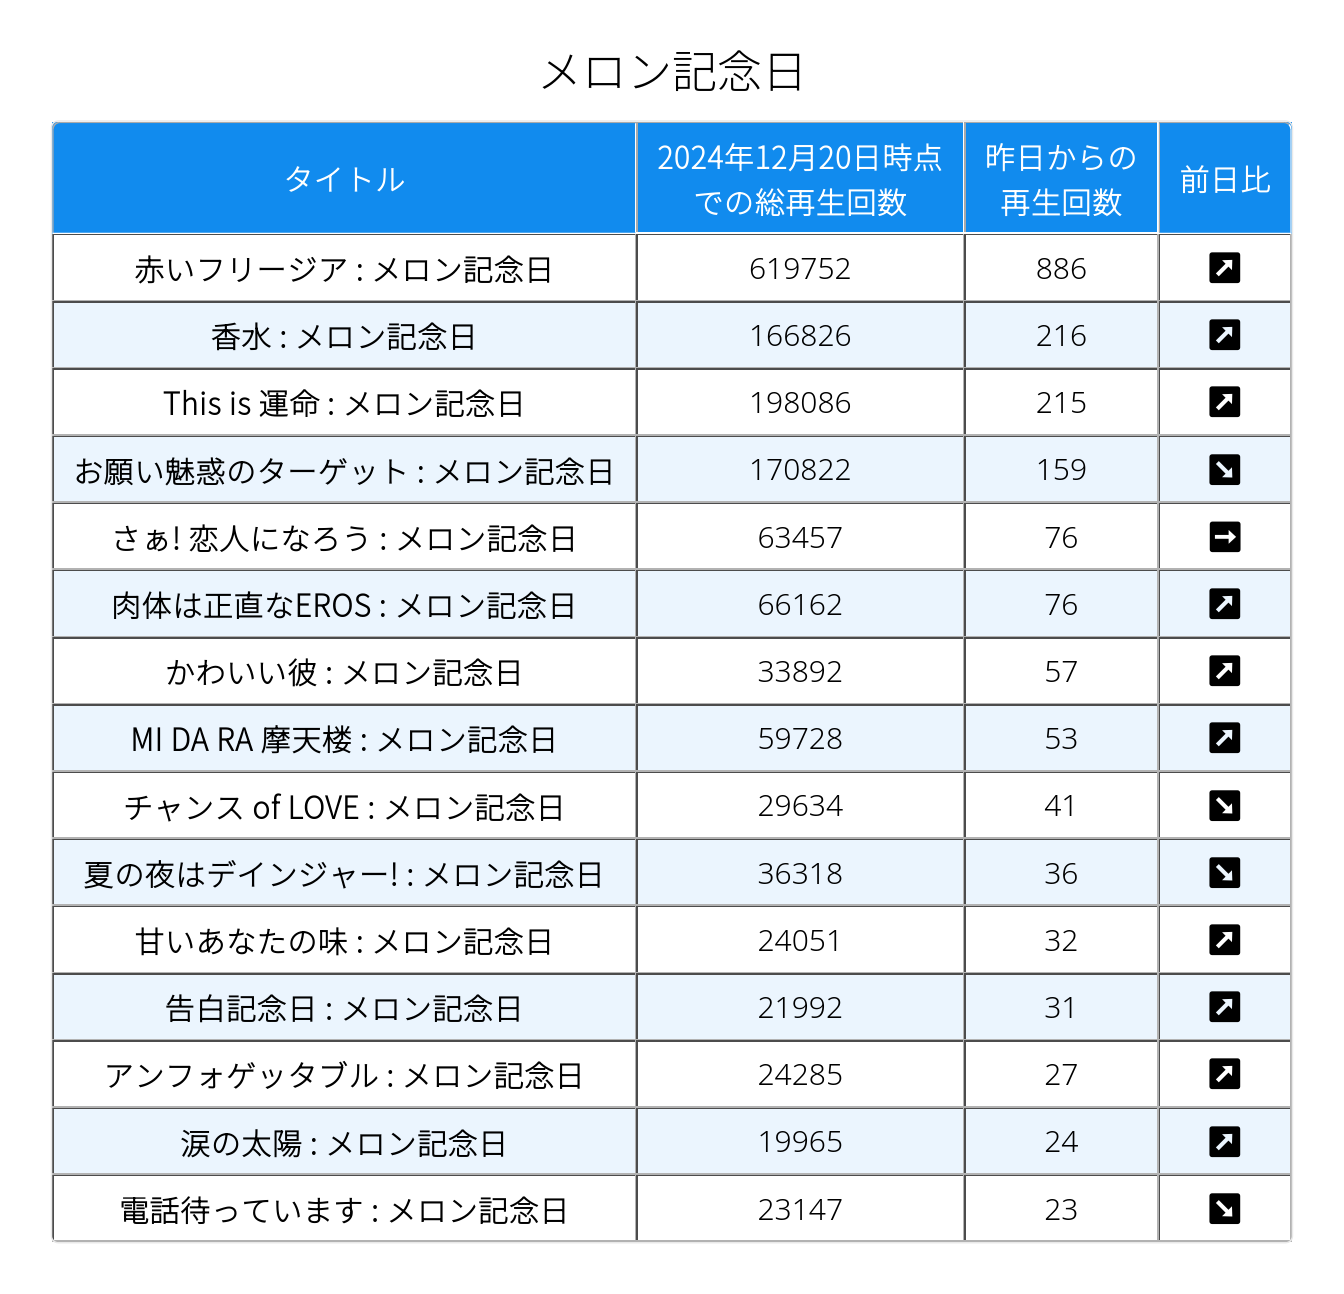 メロン記念日
タイトル
2024年12月20日時点
での総再生回数
昨日からの
再生回数
前日比
赤いフリージア : メロン記念日 619752 886 ↗
香水 : メロン記念日 166826 216 ↗
This is 運命 : メロン記念日 198086 215 ↗
お願い魅惑のターゲット : メロン記念日 170822 159 ↘
さぁ! 恋人になろう : メロン記念日 63457 76 →
肉体は正直なEROS : メロン記念日 66162 76 ↗
かわいい彼 : メロン記念日 33892 57 ↗
MI DA RA 摩天楼 : メロン記念日 59728 53 ↗
チャンス of LOVE : メロン記念日 29634 41 ↘
夏の夜はデインジャー! : メロン記念日 36318 36 ↘
甘いあなたの味 : メロン記念日 24051 32 ↗
告白記念日 : メロン記念日 21992 31 ↗
アンフォゲッタブル : メロン記念日 24285 27 ↗
涙の太陽 : メロン記念日 19965 24 ↗
電話待っています : メロン記念日 23147 23 ↘